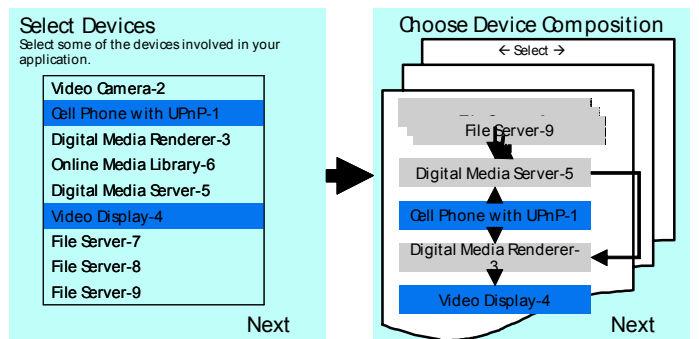 Select Devices
Select some of the devices involved in your
application.
Video Camera-2
Cell Phone with UPnP-1
Digital Media Renderer-3
Online Media Library-6
Digital Media Server-5
Video Display-4
File Server-7
File Server-8
File Server-9
Next
Choose Device Composition
← Select →
File Server-9
Digital Media Server-5
Cell Phone with UPnP-1
Digital Media Renderer-
3
Video Display-4
Next